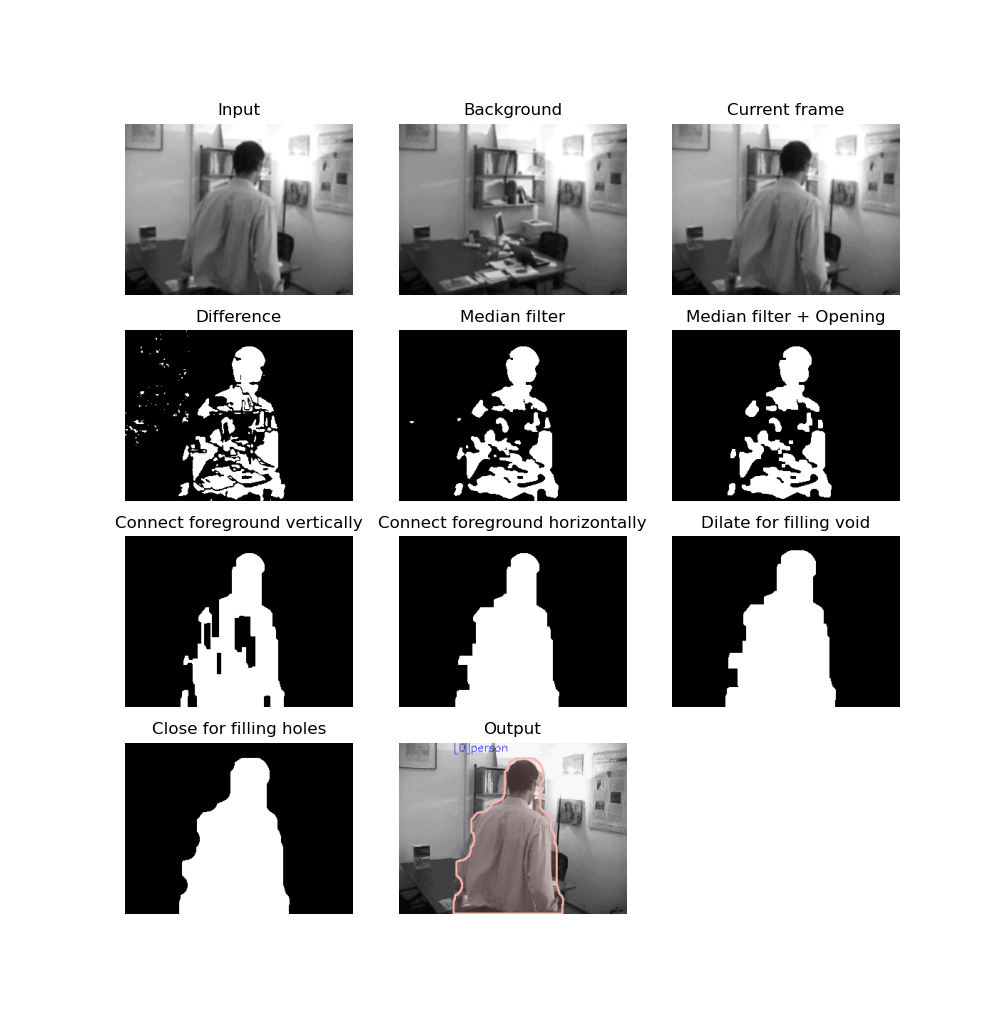 Input
Background
Current frame
Difference
Median filter
Median filter + Opening
Connect foreground vertically
Connect foreground horizontally
Dilate for filling void
Close for filling holes
Output
[0]person